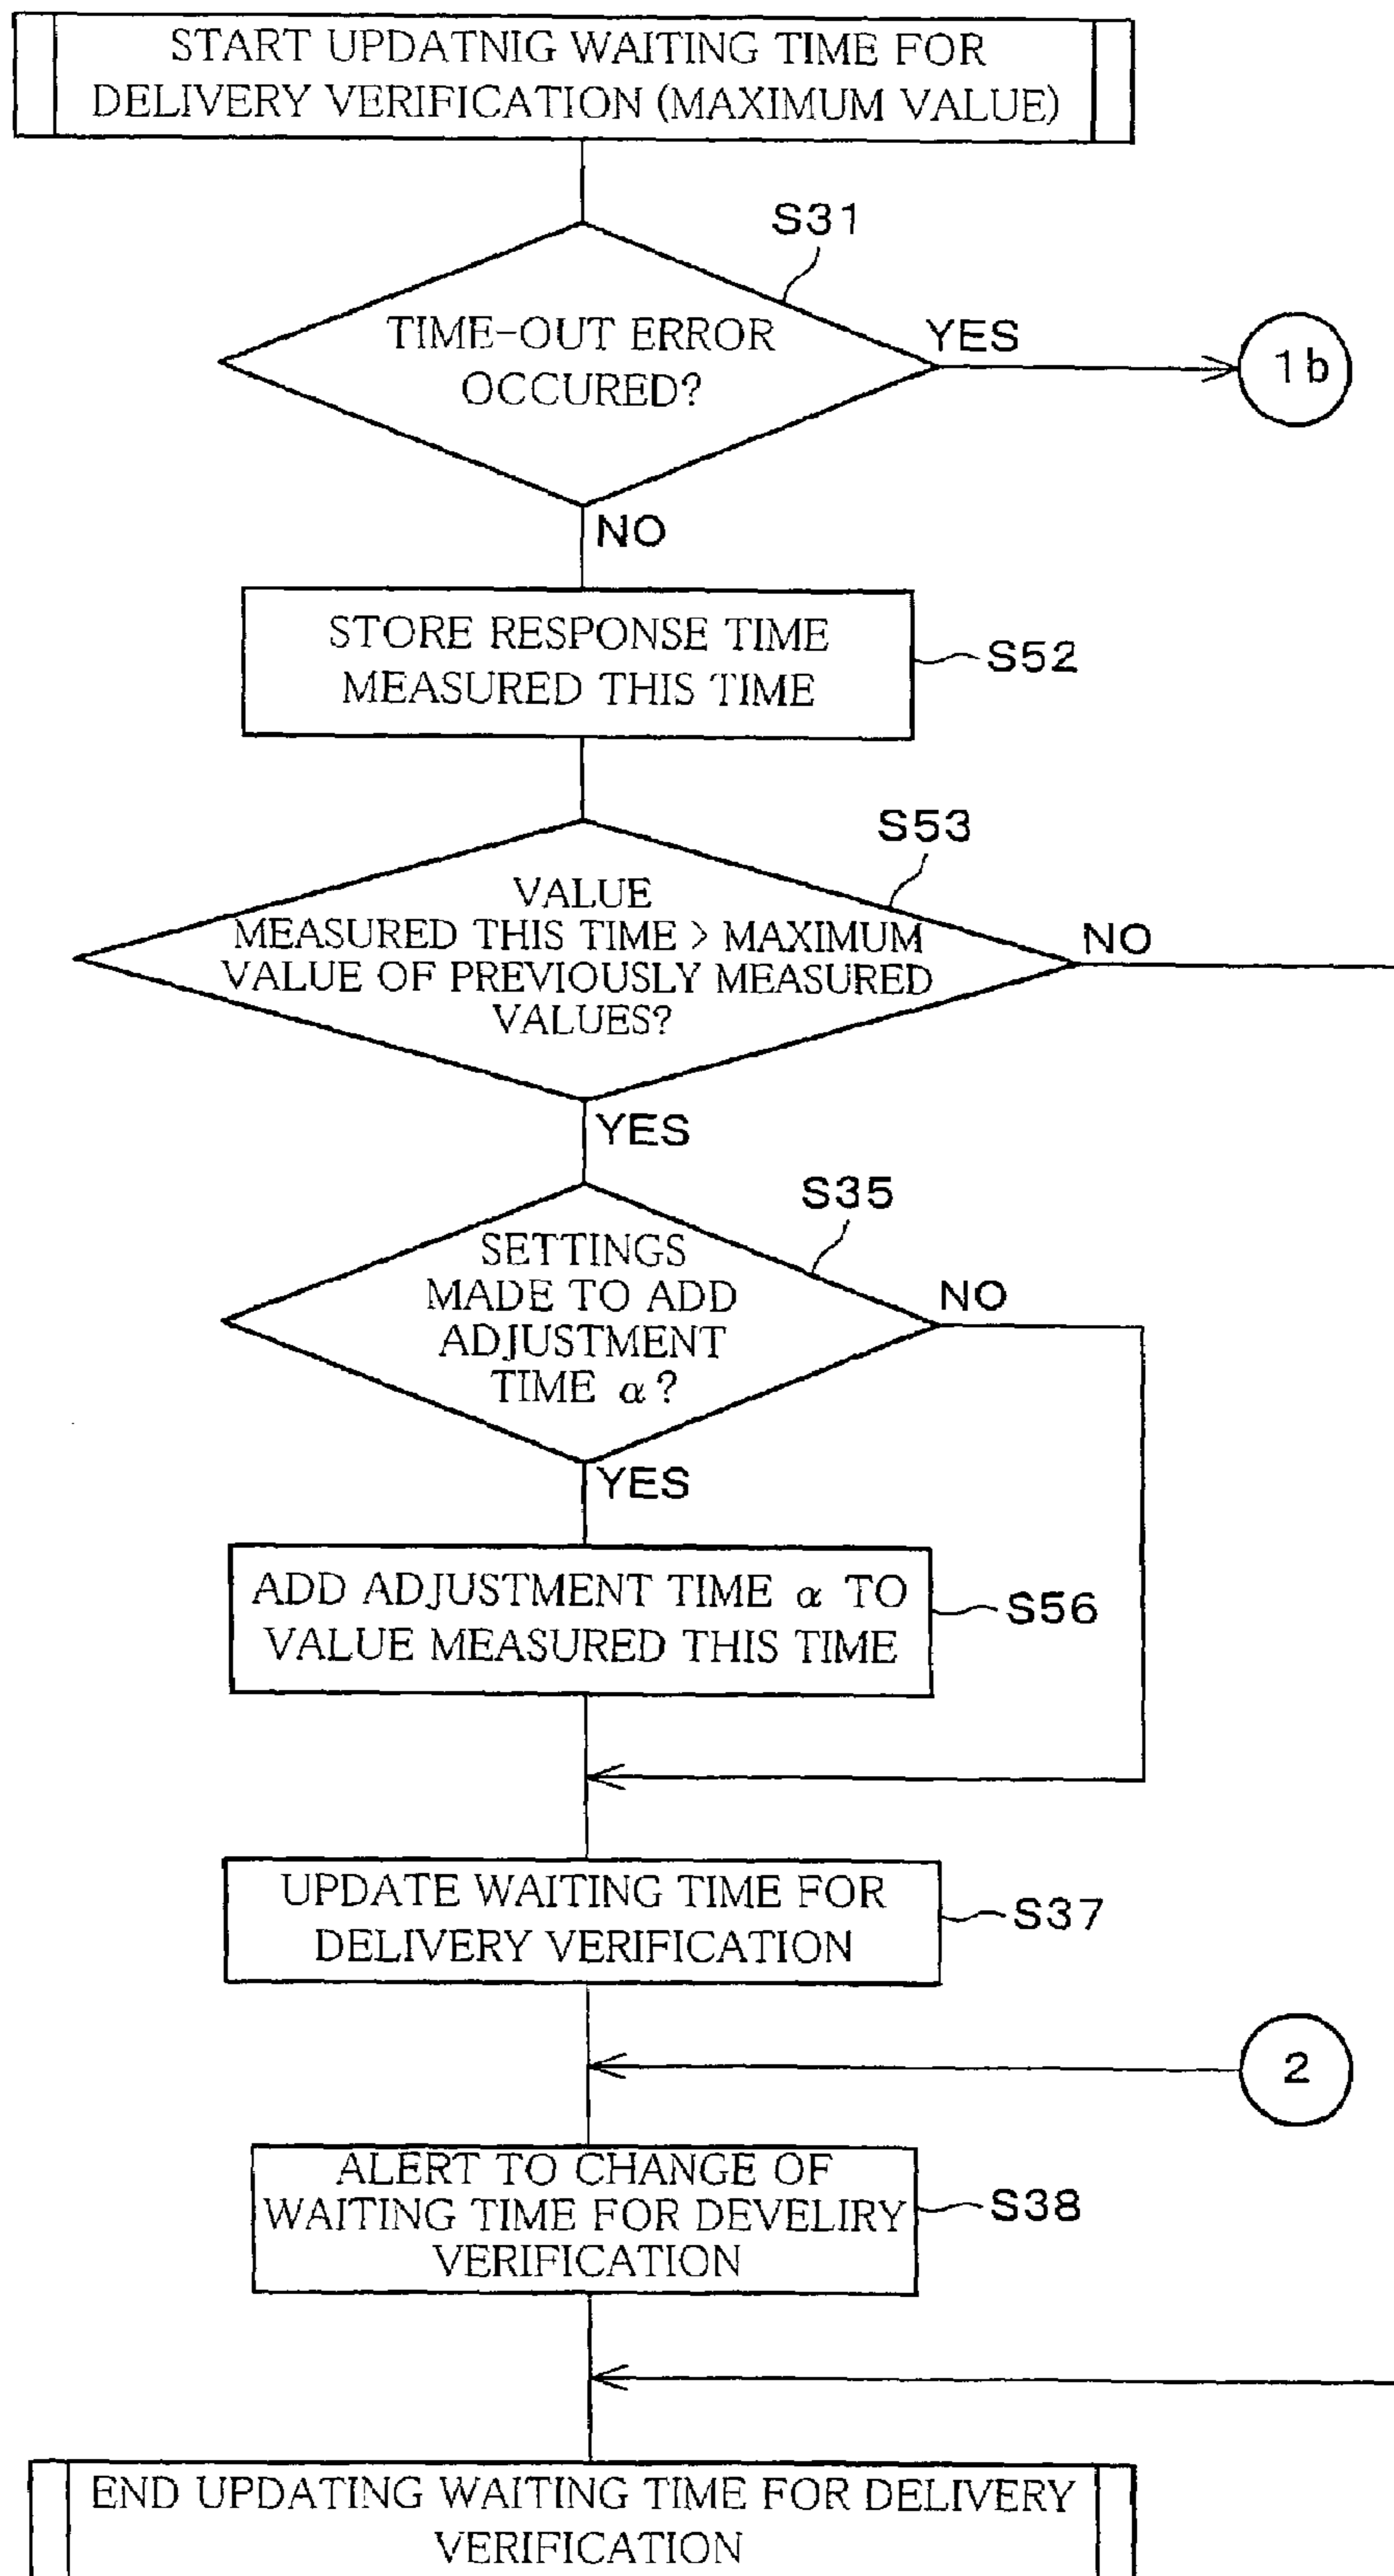 START UPDATNIG WAITING TIME FOR
DELIVERY VERIFICATION (MAXIMUM VALUE)
S31
TIME-OUT ERROR
OCCURED?
YES
1b
NO
STORE RESPONSE TIME
MEASURED THIS TIME
S52
S53
VALUE
MEASURED THIS TIME > MAXIMUM
VALUE OF PREVIOUSLY MEASURED
VALUES?
NO
YES
S35
SETTINGS
MADE TO ADD
ADJUSTMENT
TIME α?
NO
YES
ADD ADJUSTMENT TIME α TO
VALUE MEASURED THIS TIME
S56
UPDATE WAITING TIME FOR
DELIVERY VERIFICATION
S37
2
ALERT TO CHANGE OF
WAITING TIME FOR DEVELIRY
VERIFICATION
S38
END UPDATING WAITING TIME FOR DELIVERY
VERIFICATION